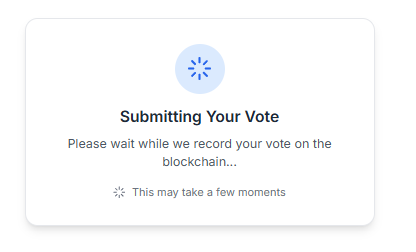 Submitting Your Vote
Please wait while we record your vote on the
blockchain...
This may take a few moments